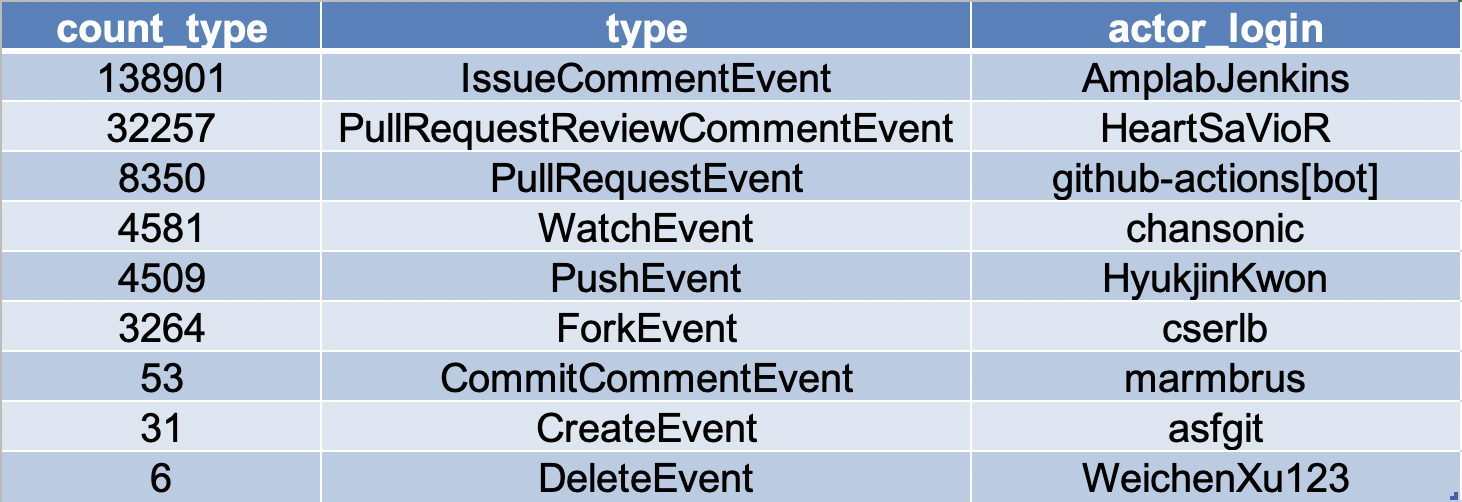 count_type type actor_login
138901 IssueCommentEvent AmplabJenkins
32257 PullRequestReviewCommentEvent HeartSaVioR
8350 PullRequestEvent github-actions[bot]
4581 WatchEvent chansonic
4509 PushEvent HyukjinKwon
3264 ForkEvent cserlb
53 CommitCommentEvent marmbrus
31 CreateEvent asfgit
6 DeleteEvent WeichenXu123